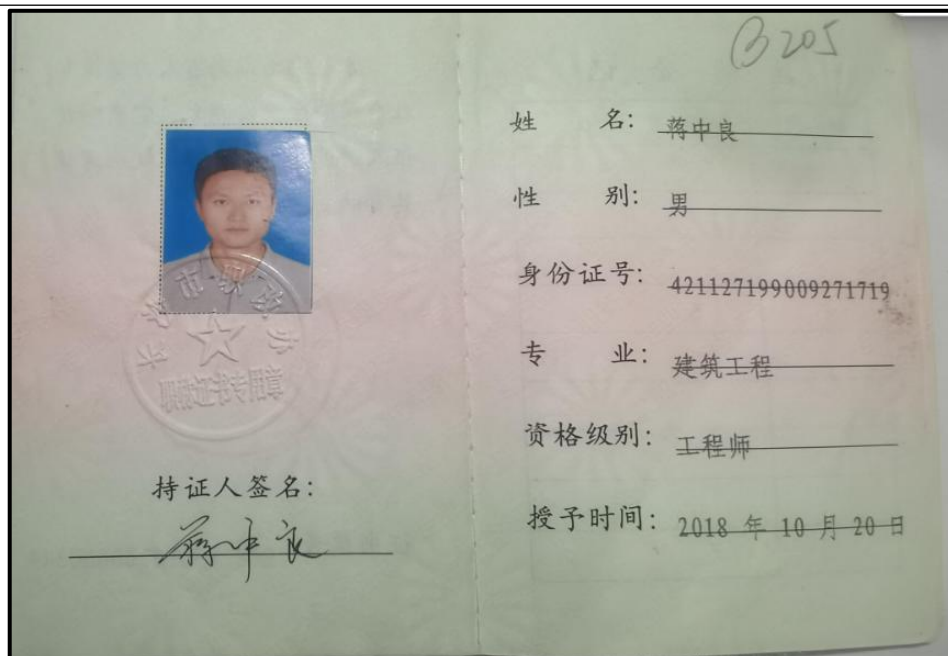 ③205
姓 名: 蒋中良
性 别: 男
身份证号: 421127199009271719
专 业: 建筑工程
资格级别: 工程师
授予时间: 2018 年 10 月 20 日
持证人签名:
蒋中良